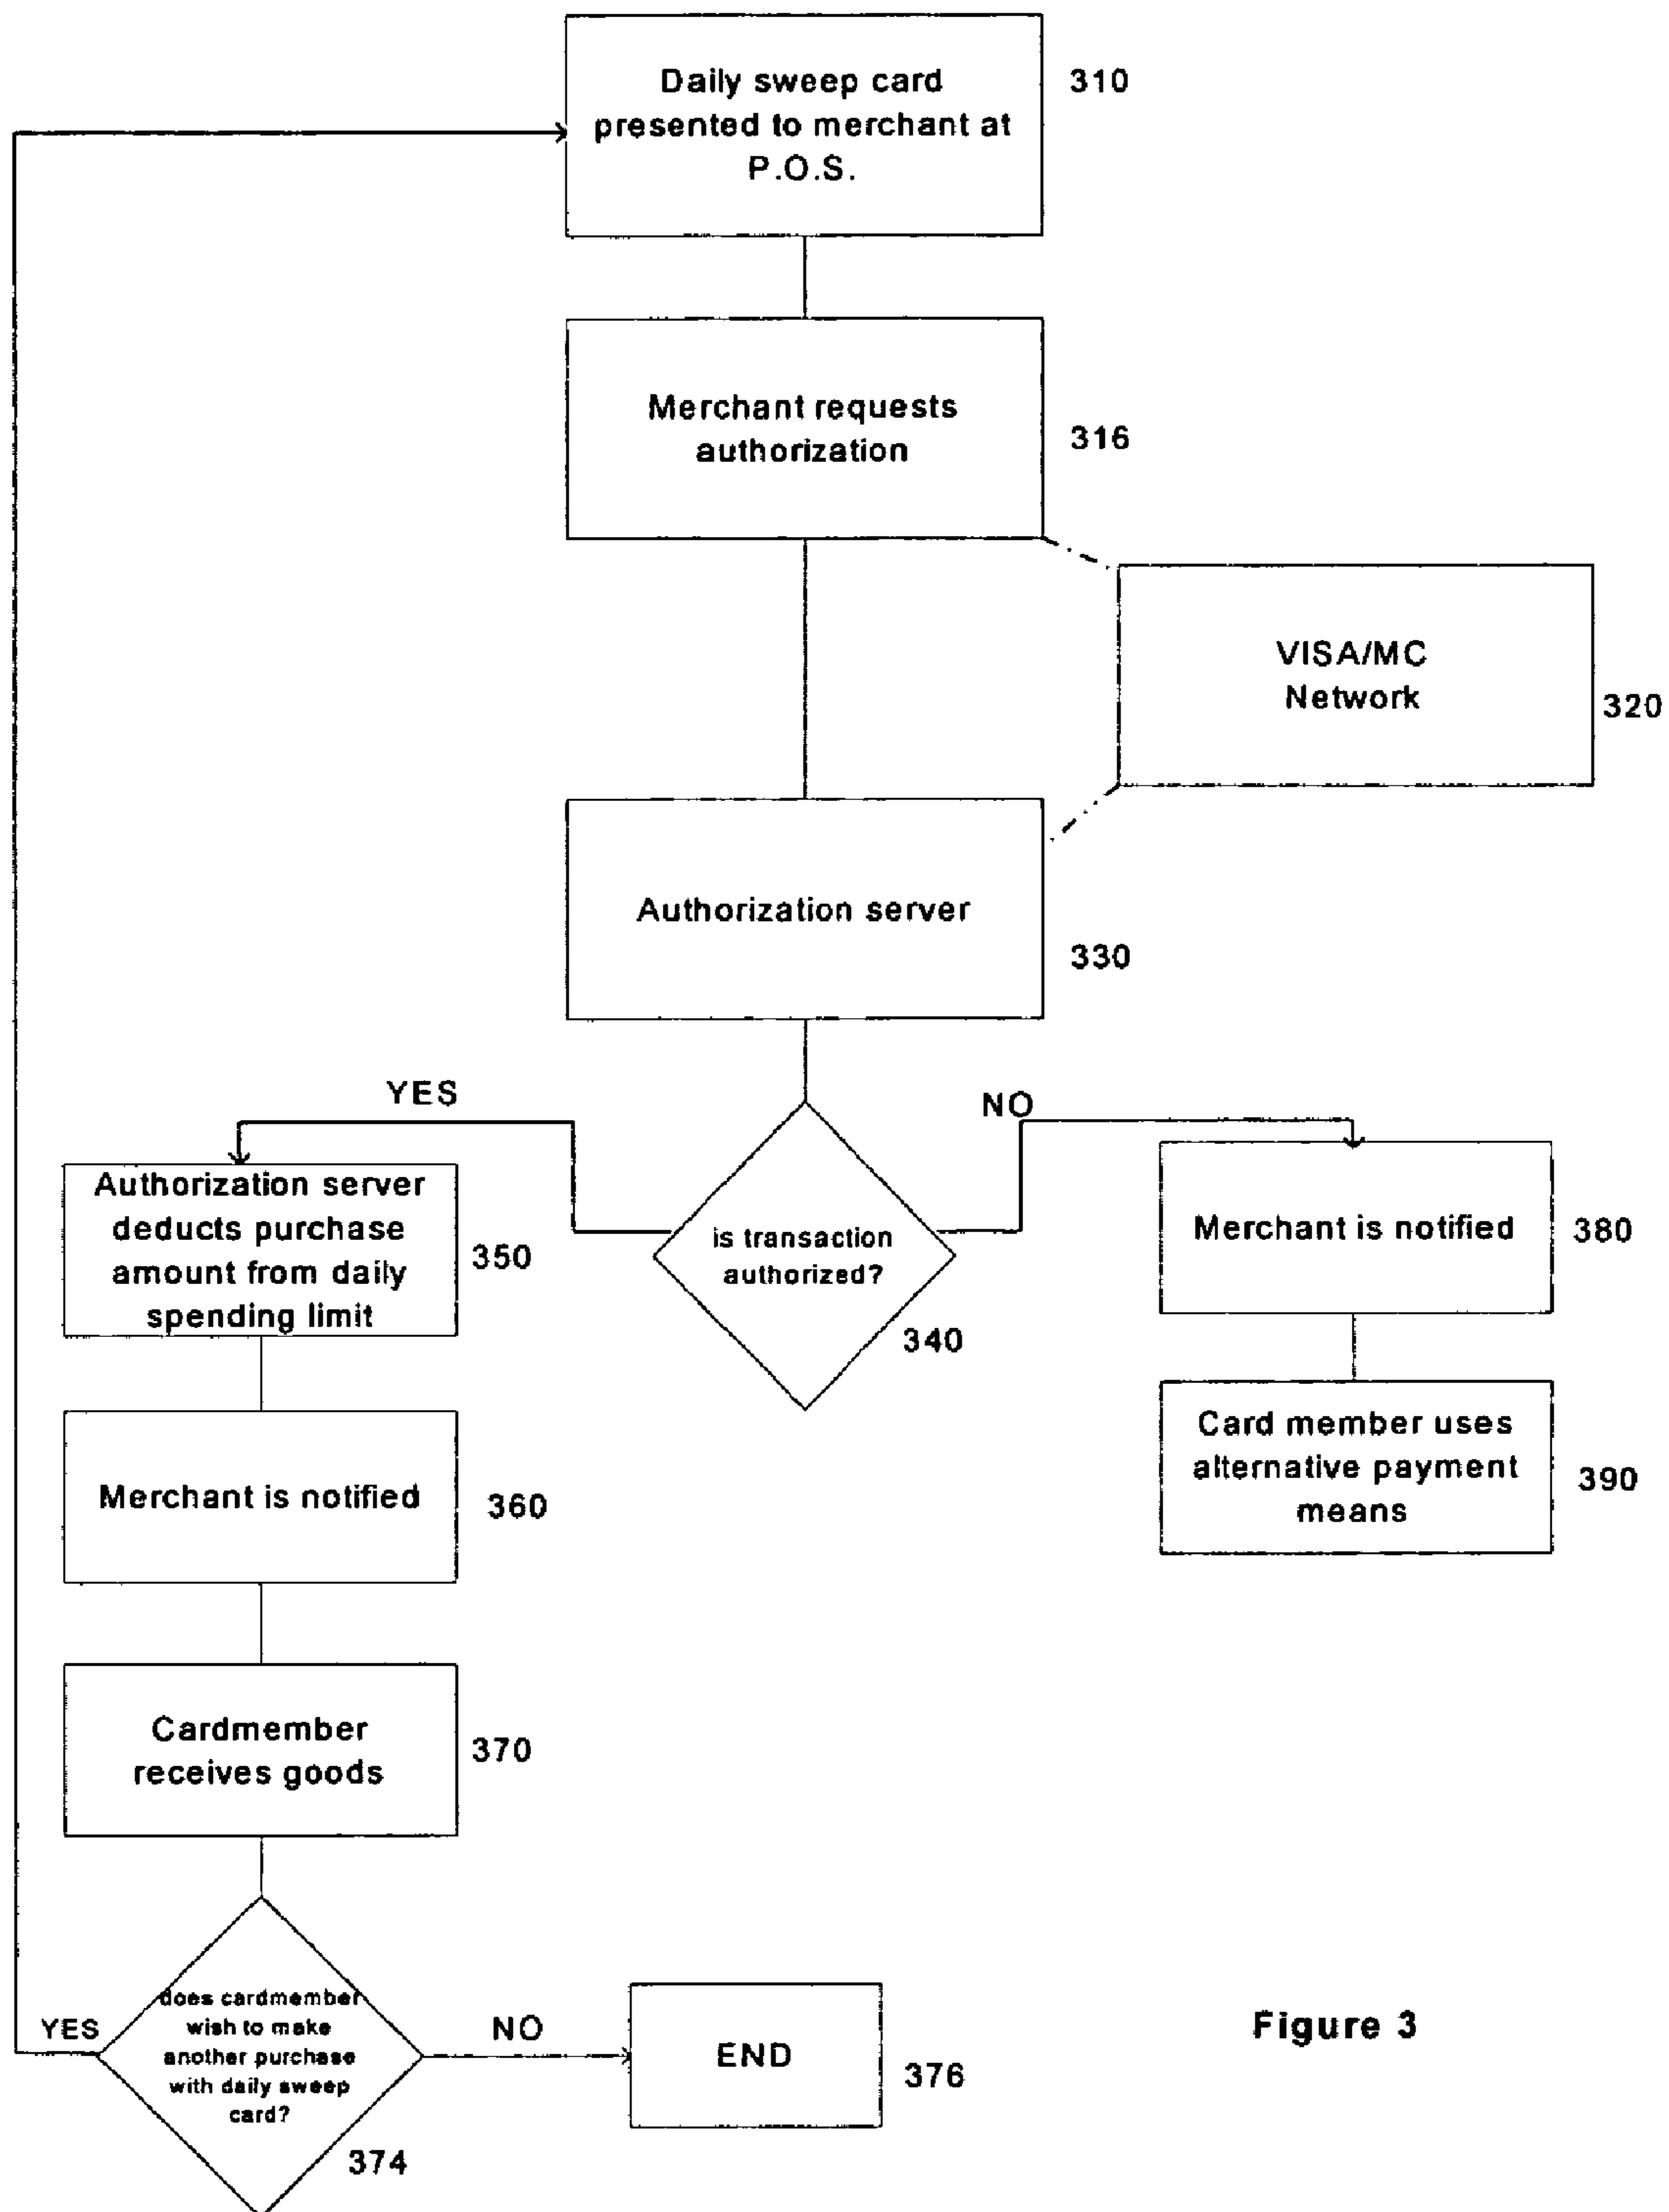 Daily sweep card
presented to merchant at
P.O.S.
310
Merchant requests
authorization
316
VISA/MC
Network
320
Authorization server
330
YES
NO
is transaction
authorized?
340
Authorization server
deducts purchase
amount from daily
spending limit
350
Merchant is notified
380
Merchant is notified
360
Card member uses
alternative payment
means
390
Cardmember
receives goods
370
does cardmember
wish to make
another purchase
with daily sweep
card?
374
YES
NO
END
376
Figure 3